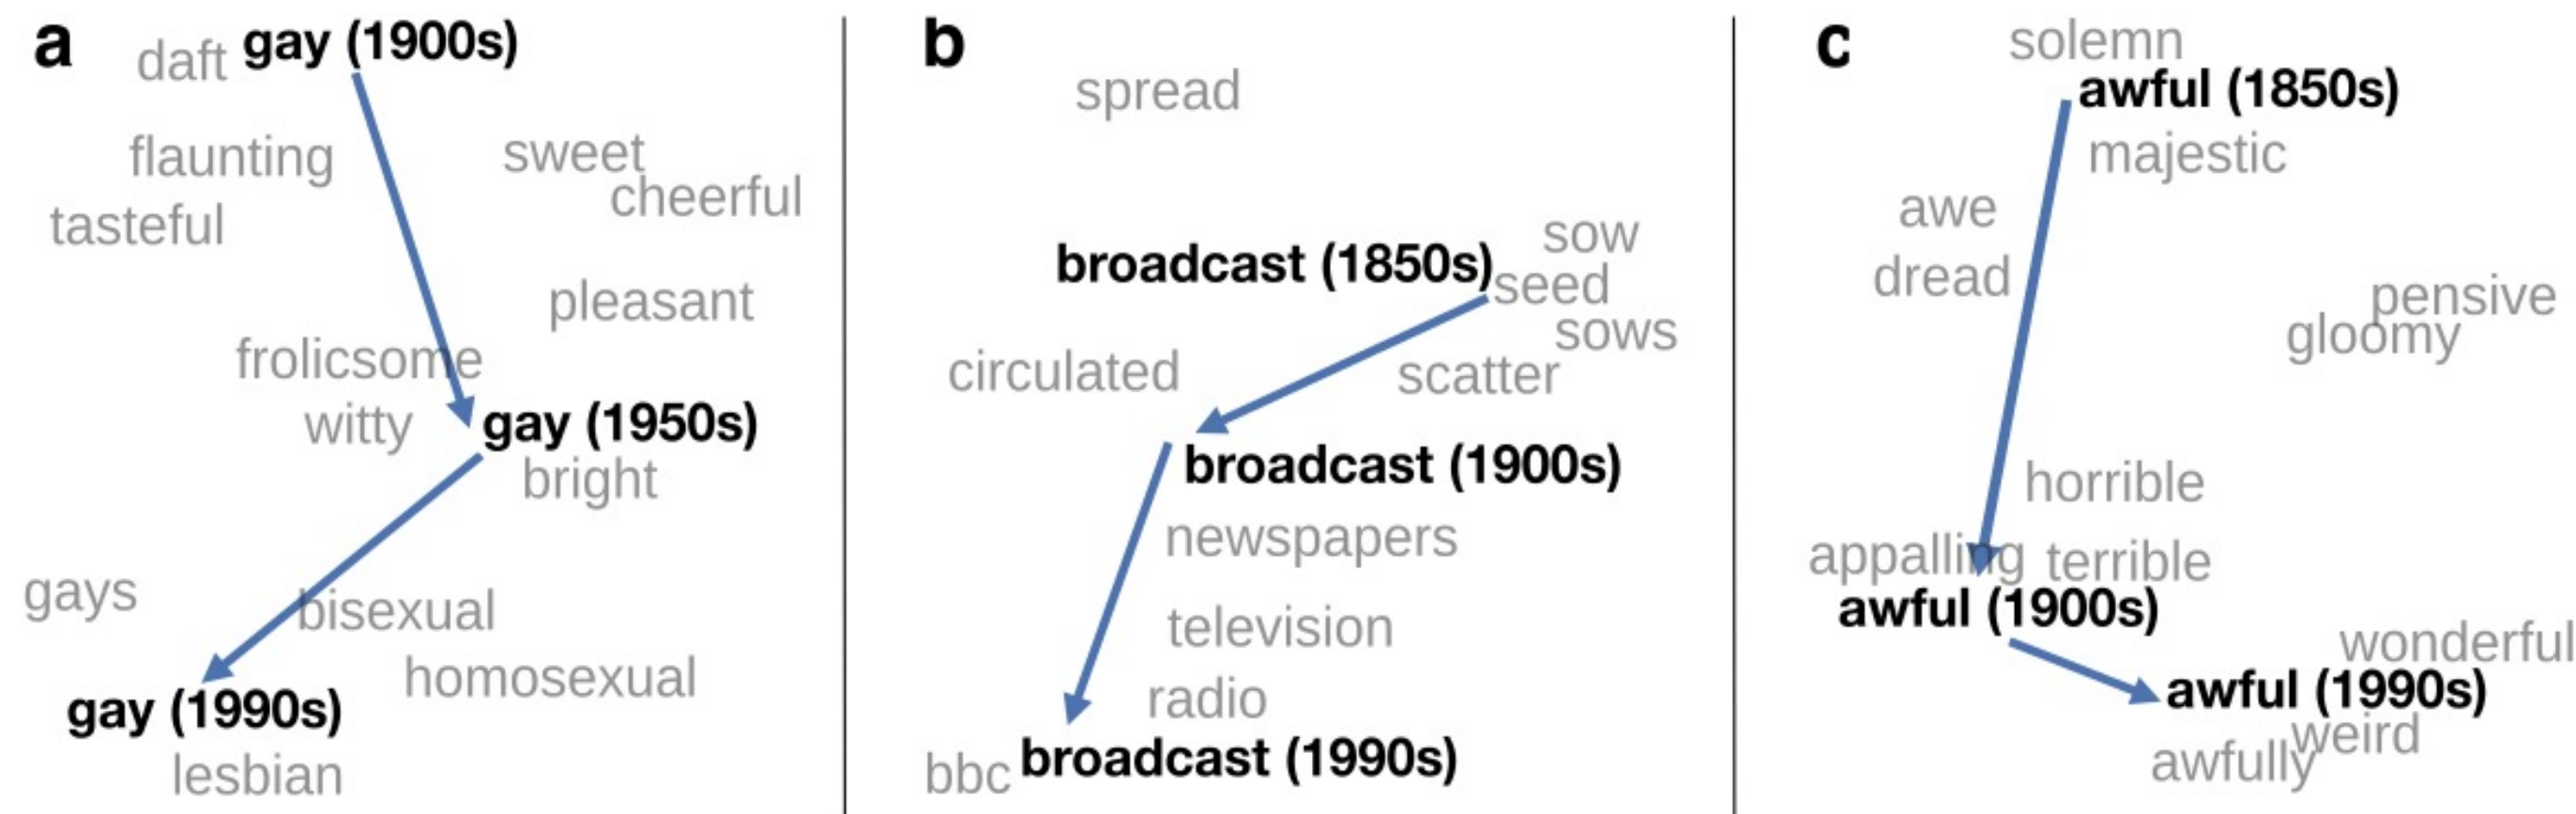 a
daft gay (1900s)
flaunting
sweet
cheerful
tasteful
pleasant
frolicsome
witty gay (1950s)
bright
gays
bisexual
homosexual
gay (1990s)
lesbian
b
spread
sow
broadcast (1850s)
seed
sows
circulated
scatter
broadcast (1900s)
newspapers
television
radio
bbc broadcast (1990s)
c
solemn
awful (1850s)
majestic
awe
dread
pensive
gloomy
horrible
appalling terrible
awful (1900s)
wonderful
awful (1990s)
weird
awfully